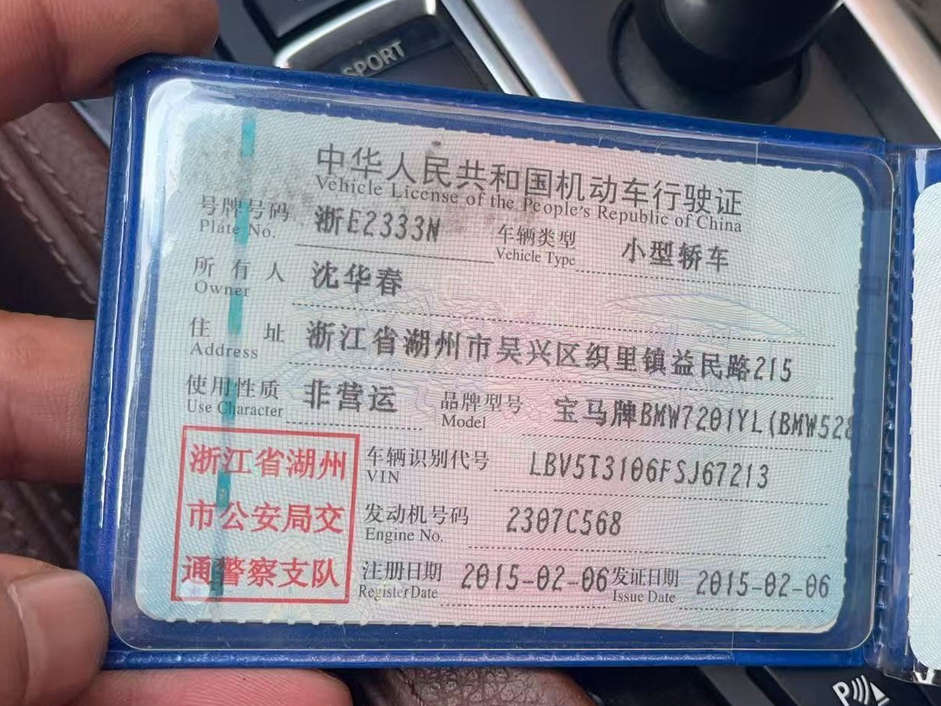 SPORT
中华人民共和国机动车行驶证
Vehicle License of the People's Republic of China
号牌号码 浙E2333N 车辆类型 小型轿车
Plate No. Vehicle Type
所有人 沈华春
Owner
住址 浙江省湖州市吴兴区织里镇益民路215
Address
使用性质 非营运 品牌型号 宝马牌BMW7201YL(BMW528
Use Character Model
浙江省湖州
市公安局交
通警察支队
车辆识别代号 LBV5T3106FSJ67213
VIN
发动机号码 2307C568
Engine No.
注册日期 2015-02-06 发证日期 2015-02-06
Register Date Issue Date
P